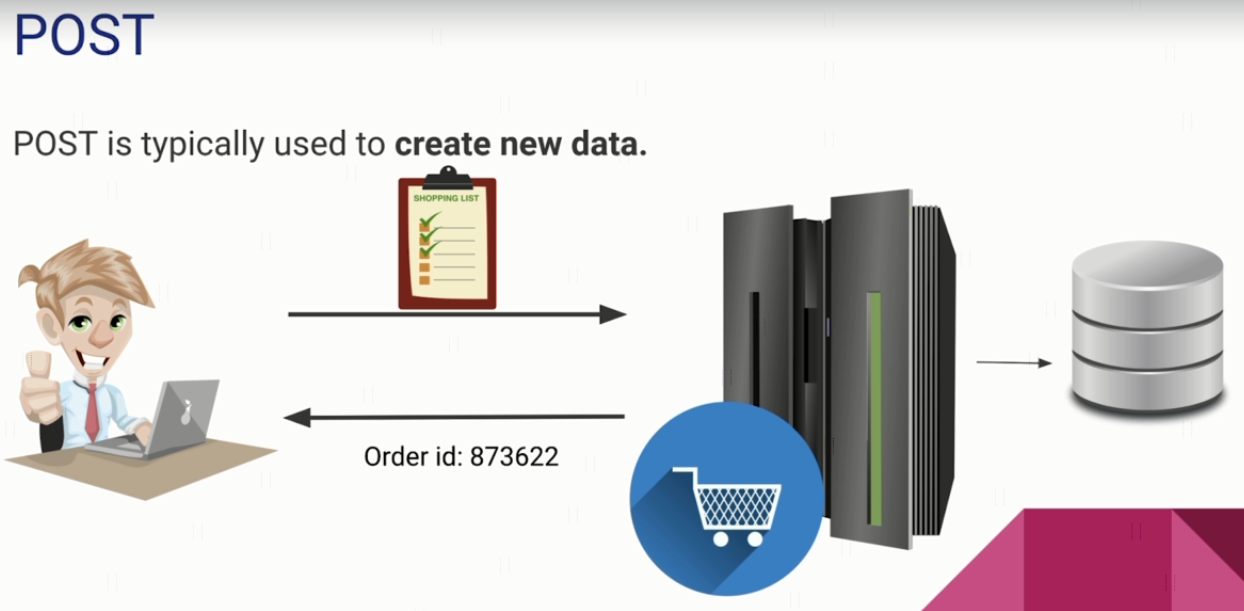 POST
POST is typically used to create new data.
SHOPPING LIST
Order id: 873622